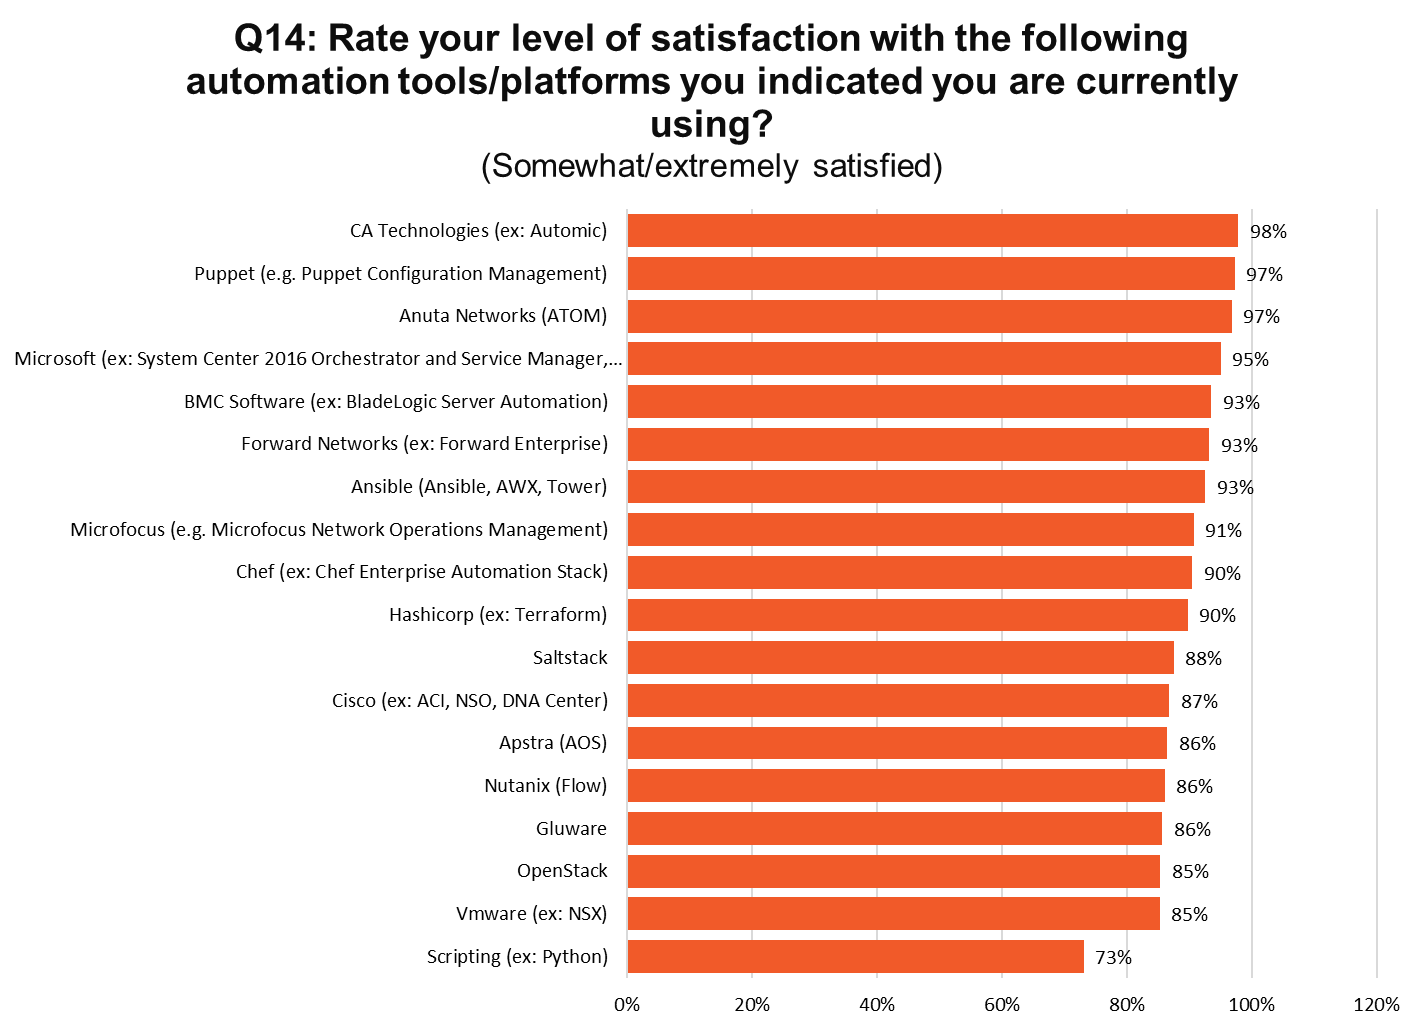 Q14: Rate your level of satisfaction with the following
automation tools/platforms you indicated you are currently
using?
(Somewhat/extremely satisfied)
CA Technologies (ex: Automic) 98%
Puppet (e.g. Puppet Configuration Management) 97%
Anuta Networks (ATOM) 97%
Microsoft (ex: System Center 2016 Orchestrator and Service Manager,... 95%
BMC Software (ex: BladeLogic Server Automation) 93%
Forward Networks (ex: Forward Enterprise) 93%
Ansible (Ansible, AWX, Tower) 93%
Microfocus (e.g. Microfocus Network Operations Management) 91%
Chef (ex: Chef Enterprise Automation Stack) 90%
Hashicorp (ex: Terraform) 90%
Saltstack 88%
Cisco (ex: ACI, NSO, DNA Center) 87%
Apstra (AOS) 86%
Nutanix (Flow) 86%
Gluware 86%
OpenStack 85%
Vmware (ex: NSX) 85%
Scripting (ex: Python) 73%
0% 20% 40% 60% 80% 100% 120%